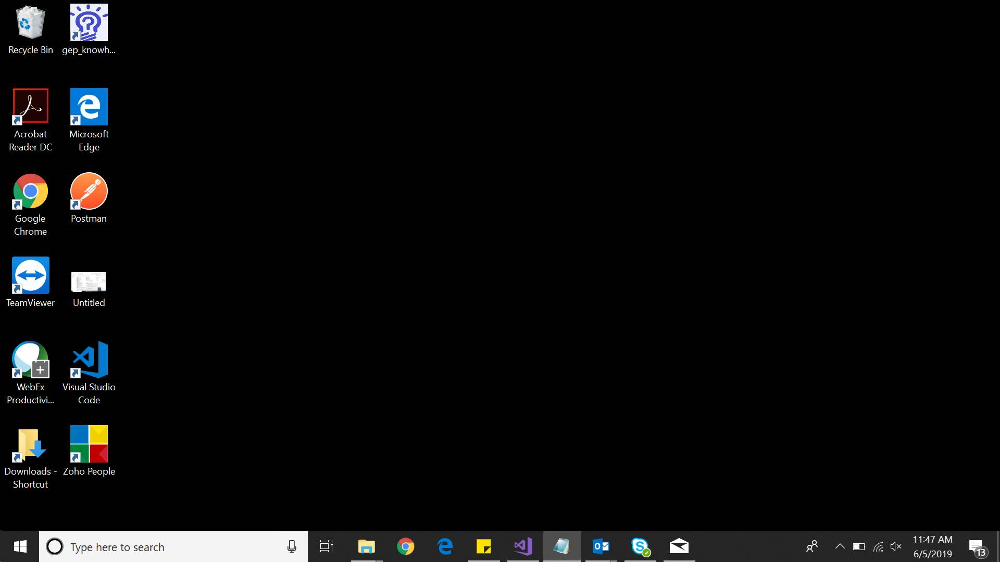 Recycle Bin
gep_knowh...
Acrobat
Reader DC
Microsoft
Edge
Google
Chrome
Postman
TeamViewer
Untitled
WebEx
Productivi...
Visual Studio
Code
Downloads -
Shortcut
Zoho People
Type here to search
11:47 AM
6/5/2019
13